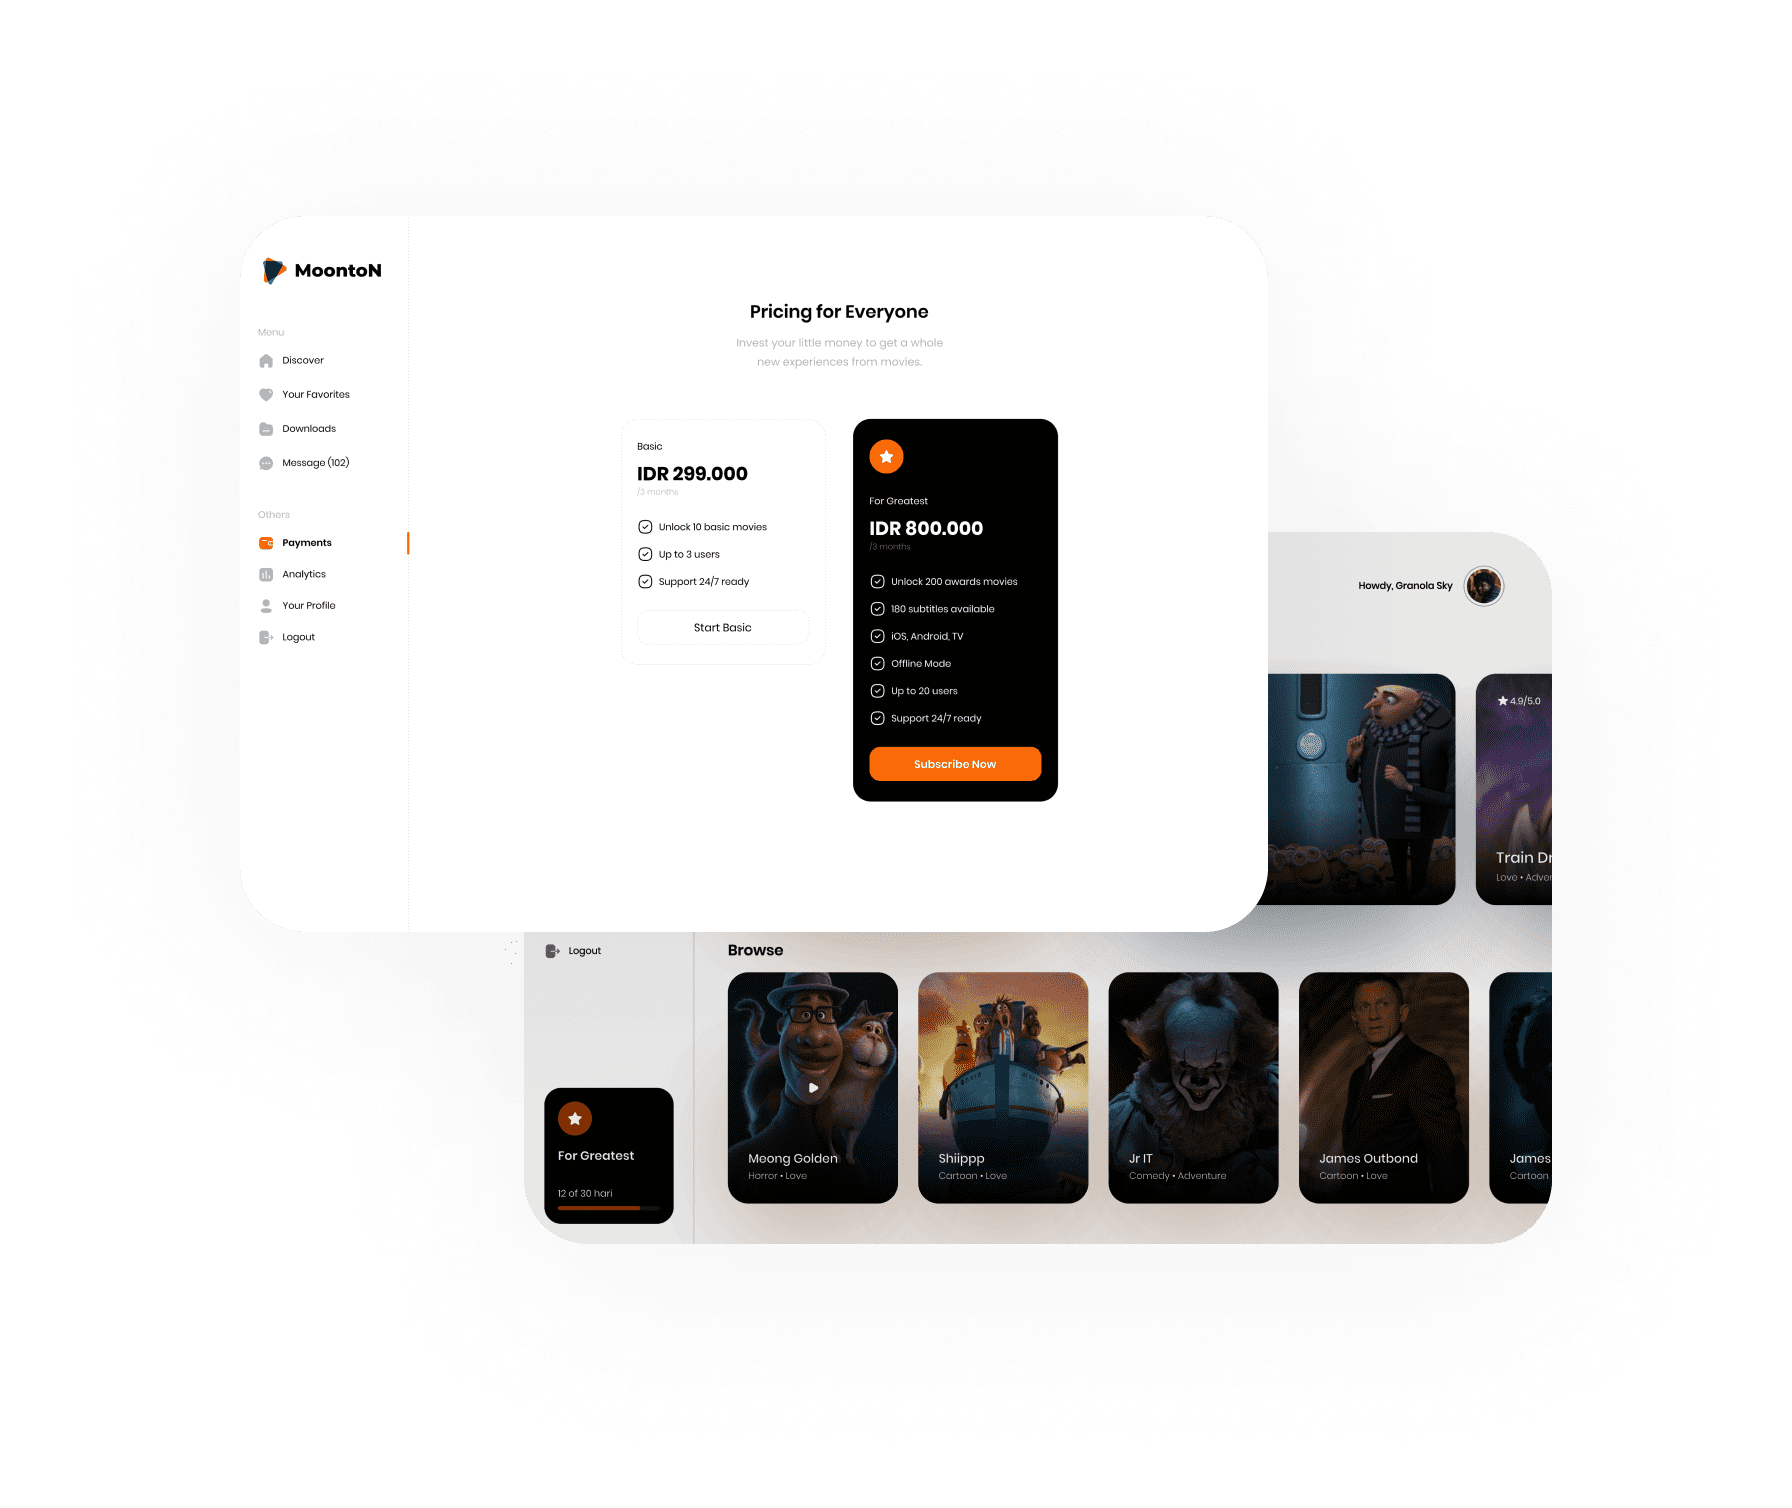 MoontoN
Menu
Discover
Your Favorites
Downloads
Message (102)
Others
Payments
Analytics
Your Profile
Logout
Pricing for Everyone
Invest your little money to get a whole
new experiences from movies.
Basic
IDR 299.000
/3 months
Unlock 10 basic movies
Up to 3 users
Support 24/7 ready
Start Basic
For Greatest
IDR 800.000
/3 months
Unlock 200 awards movies
180 subtitles available
iOS, Android, TV
Offline Mode
Up to 20 users
Support 24/7 ready
Subscribe Now
Howdy, Granola Sky
4.9/5.0
Train Dr
Love • Adver
Logout
For Greatest
12 of 30 hari
Browse
Meong Golden
Horror • Love
Shiippp
Cartoon • Love
Jr IT
Comedy • Adventure
James Outbond
Cartoon • Love
James
Cartoon